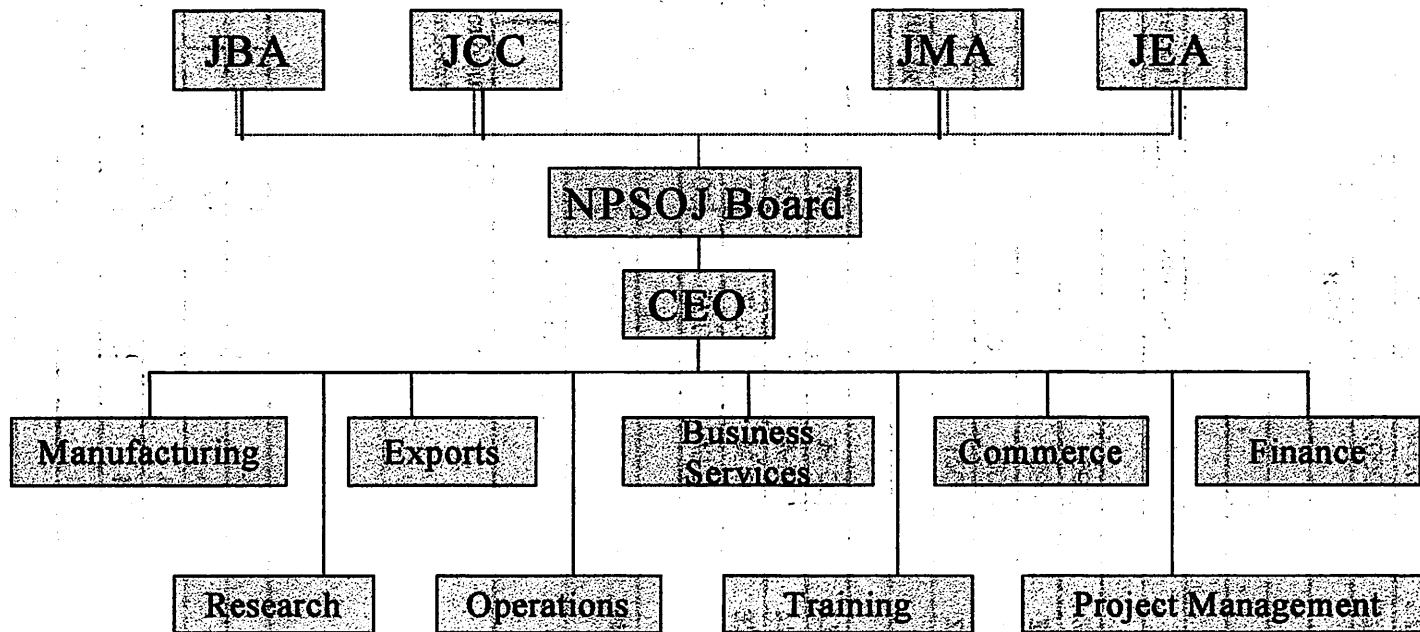 JBA
JCC
JMA
JEA
NPSOJ Board
CEO
Manufacturing
Exports
Business
Services
Commerce
Finance
Research
Operations
Training
Project Management